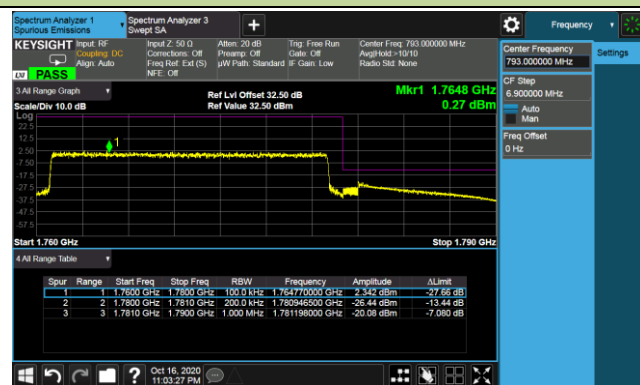 Spectrum Analyzer 1
Spurious Emissions
Spectrum Analyzer 3
Swept SA
Frequency
KEYSIGHT
Input: RF
Coupling: DC
Align: Auto
Input Z: 50 Ω
Corrections: Off
Freq Ref: Ext (S)
NFE: Off
Atten: 20 dB
Preamp: Off
µW Path: Standard
Trig: Free Run
Gate: Off
IF Gain: Low
Center Freq: 793.000000 MHz
Avg|Hold:>10/10
Radio Std: None
LVI PASS
Center Frequency
793.000000 MHz
Settings
CF Step
6.900000 MHz
Auto
Man
Freq Offset
0 Hz
3 All Range Graph
Scale/Div 10.0 dB
Ref Lvl Offset 32.50 dB
Ref Value 32.50 dBm
Mkr1 1.7648 GHz
0.27 dBm
Log
22.5
12.5
2.50
-7.50
-17.5
-27.5
-37.5
-47.5
-57.5
1
Start 1.760 GHz
Stop 1.790 GHz
4 All Range Table
Spur Range Start Freq Stop Freq RBW Frequency Amplitude ΔLimit
1 1 1.7600 GHz 1.7800 GHz 100.0 kHz 1.764770000 GHz 2.342 dBm -27.66 dB
2 2 1.7800 GHz 1.7810 GHz 200.0 kHz 1.780946500 GHz -26.44 dBm -13.44 dB
3 3 1.7810 GHz 1.7900 GHz 1.000 MHz 1.781198000 GHz -20.08 dBm -7.080 dB
Oct 16, 2020
11:03:27 PM